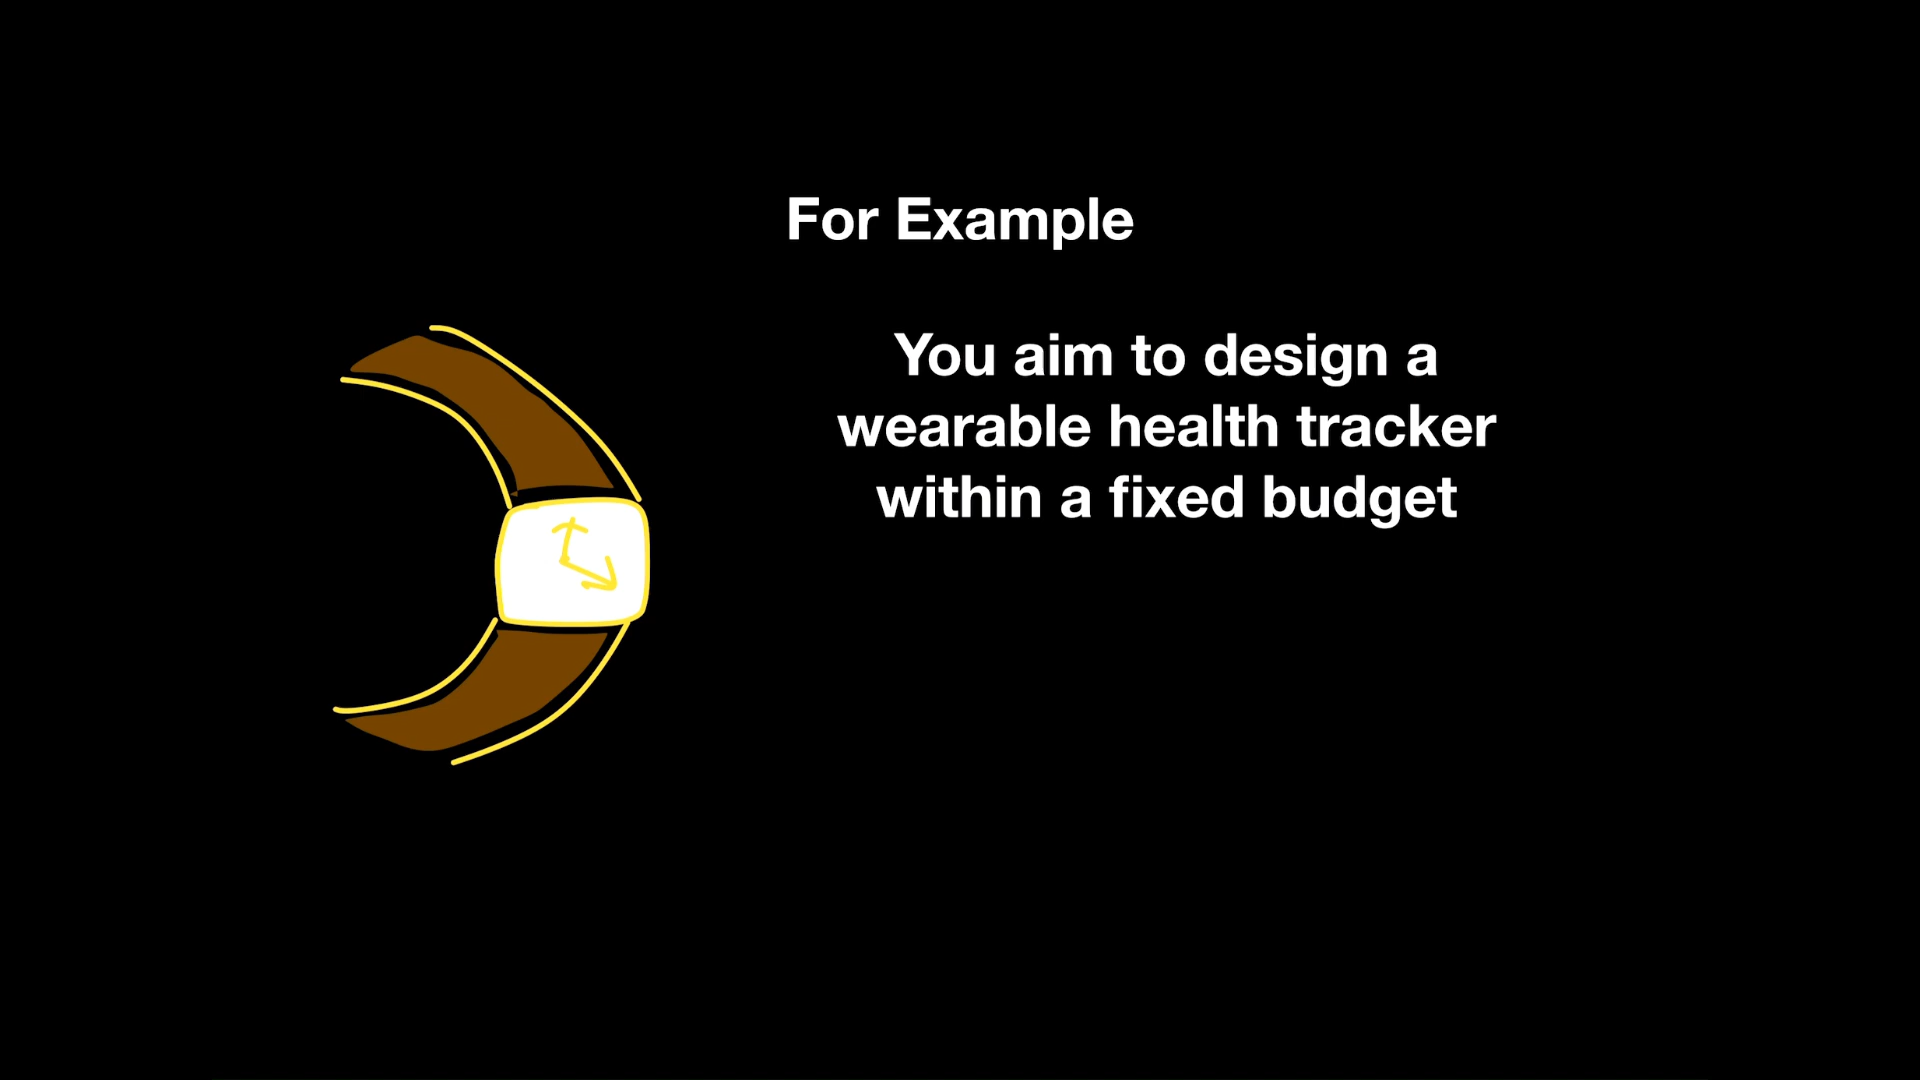 For Example
You aim to design a
wearable health tracker
within a fixed budget